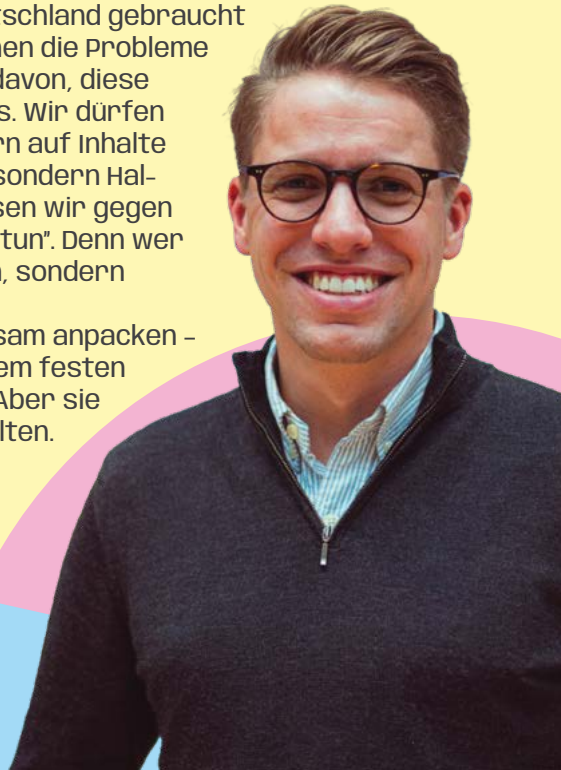 tschland gebraucht
nen die Probleme
davon, diese
s. Wir dürfen
rn auf Inhalte
sondern Hal-
sen wir gegen
tun". Denn wer
, sondern
sam anpacken –
em festen
Aber sie
lten.